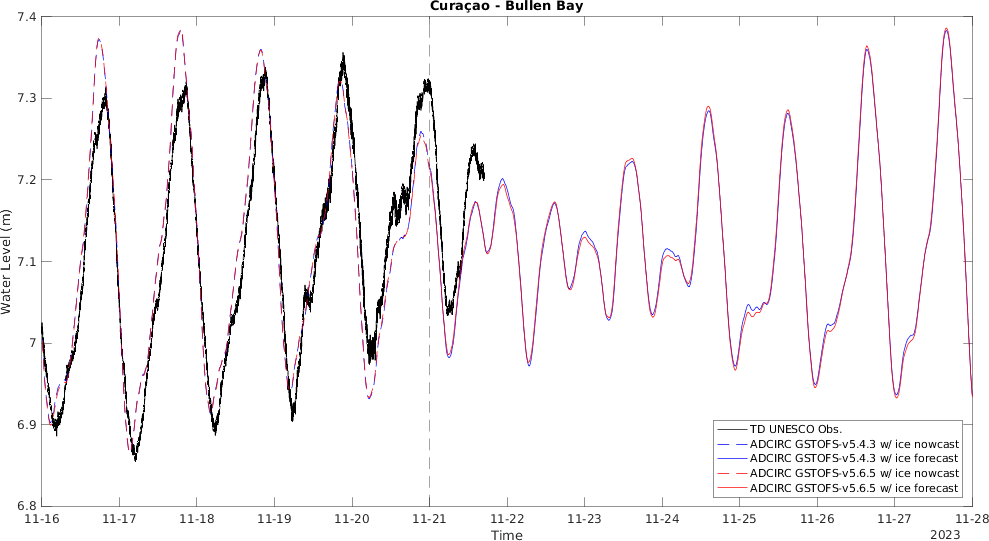 Curaçao - Bullen Bay
7.4
7.3
7.2
7.1
7
6.9
6.8
Water Level (m)
TD UNESCO Obs.
ADCIRC GSTOFS-v5.4.3 w/ ice nowcast
ADCIRC GSTOFS-v5.4.3 w/ ice forecast
ADCIRC GSTOFS-v5.6.5 w/ ice nowcast
ADCIRC GSTOFS-v5.6.5 w/ ice forecast
11-16 11-17 11-18 11-19 11-20 11-21 11-22 11-23 11-24 11-25 11-26 11-27 11-28
Time
2023